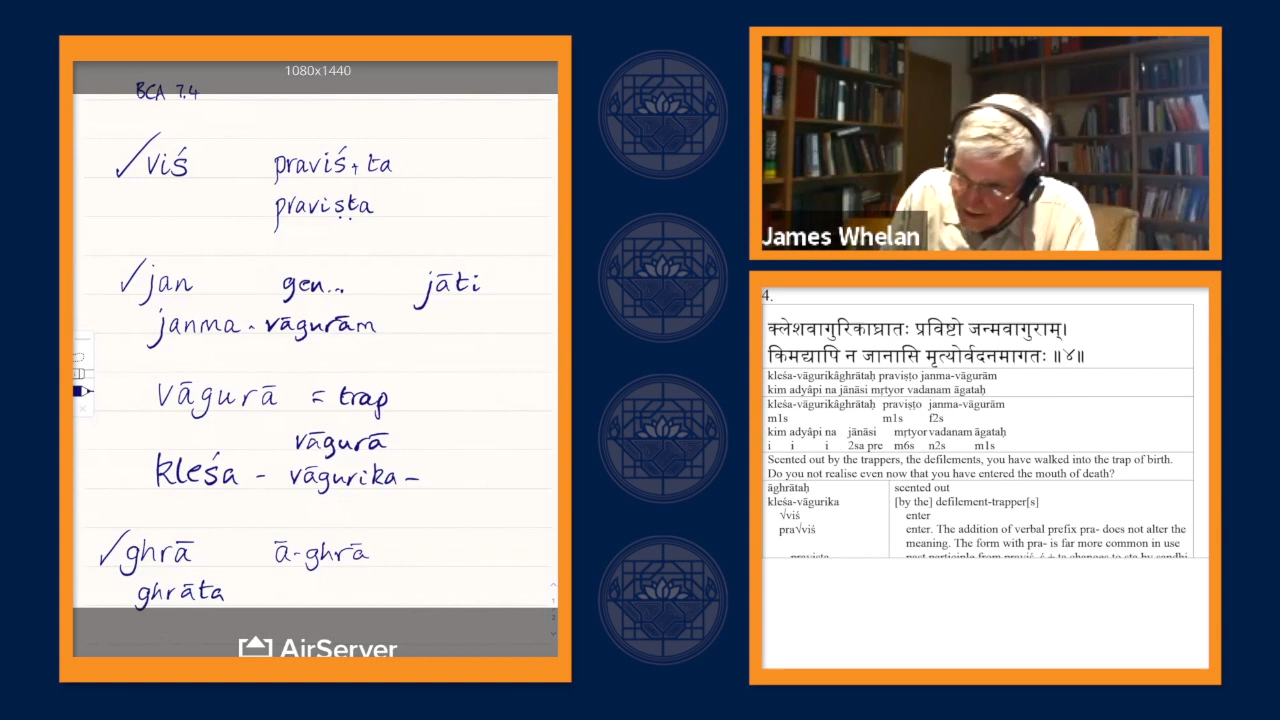 1080x1440
BCA 7.4
√viś praviś + ta
praviṣṭa
√jan gen... jāti
janma - vāgurām
vāgurā = trap
vāgurā
kleśa - vāgurika -
√ghrā ā-ghrā
ghrāta
AirServer
James Whelan
4.
क्लेशवागुरिकाघ्रातः प्रविष्टो जन्मवागुराम्।
किमद्यापि न जानासि मृत्योर्वदनमागतः ॥४॥
kleśa-vāgurikâghrātaḥ praviṣṭo janma-vāgurām
kim adyâpi na jānāsi mṛtyor vadanam āgataḥ
kleśa-vāgurikâghrātaḥ praviṣṭo janma-vāgurām
m1s m1s f2s
kim adyâpi na jānāsi mṛtyor vadanam āgataḥ
i i i 2sa pre m6s n2s m1s
Scented out by the trappers, the defilements, you have walked into the trap of birth.
Do you not realise even now that you have entered the mouth of death?
āghrātaḥ scented out
kleśa-vāgurika [by the] defilement-trapper[s]
√viś enter
pra√viś enter. The addition of verbal prefix pra- does not alter the
meaning. The form with pra- is far more common in use